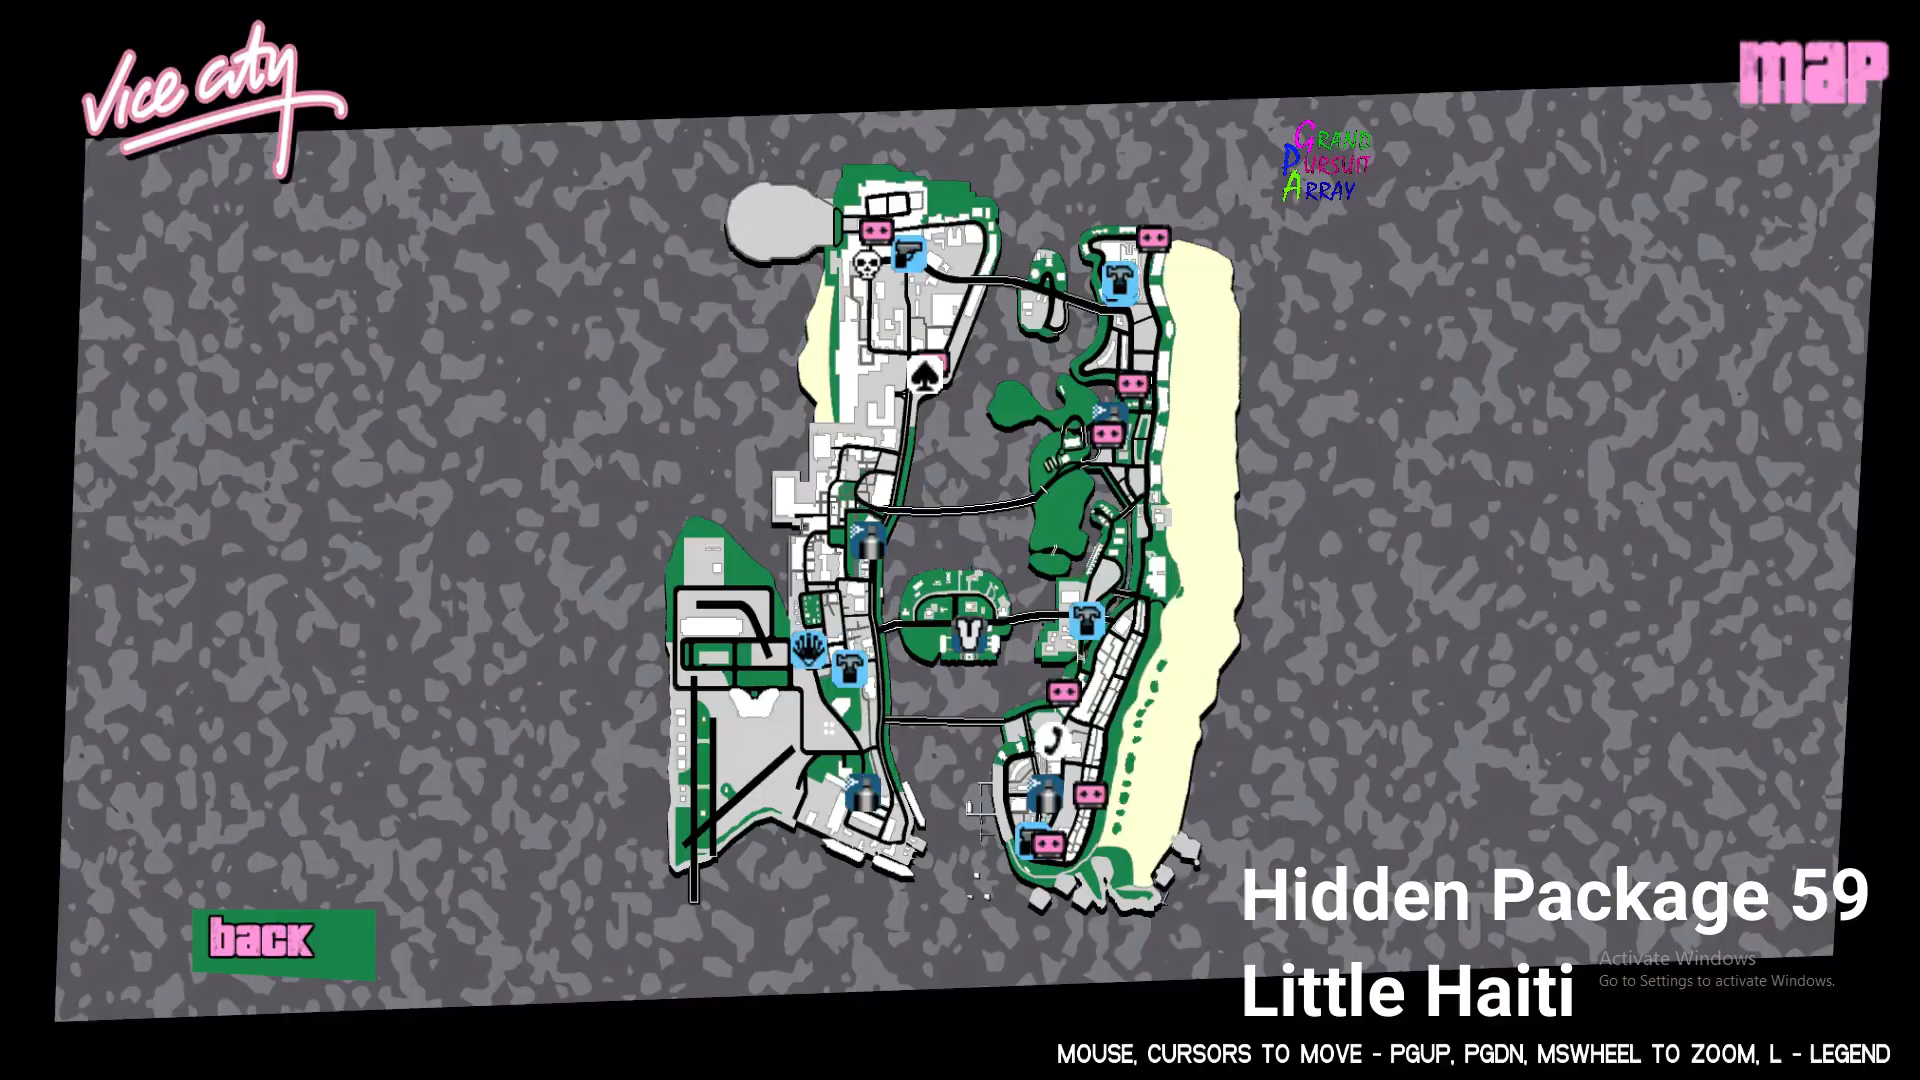 Vice City
map
GRAND
PURSUIT
ARRAY
Hidden Package 59
Activate Windows
Go to Settings to activate Windows.
Little Haiti
back
MOUSE, CURSORS TO MOVE - PGUP, PGDN, MSWHEEL TO ZOOM, L - LEGEND